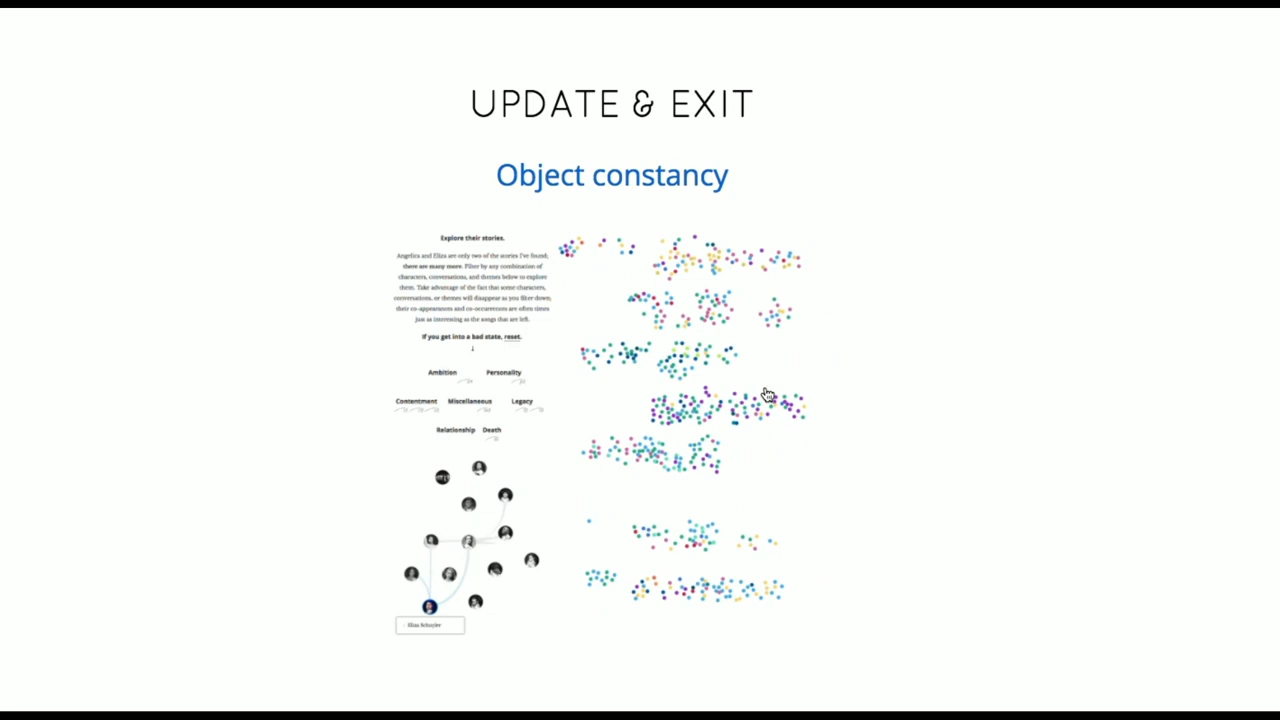 UPDATE & EXIT
Object constancy
Explore their stories.
Angelica and Eliza are only two of the stories I've found;
there are many more. Filter by any combination of
characters, conversations, and themes below to explore
them. Take advantage of the fact that some characters,
conversations, or themes will disappear as you filter down;
their co-appearances and co-occurrences are often times
just as interesting as the songs that are left.
If you get into a bad state, reset.
↓
Ambition Personality
Contentment Miscellaneous Legacy
Relationship Death
Eliza Schuyler